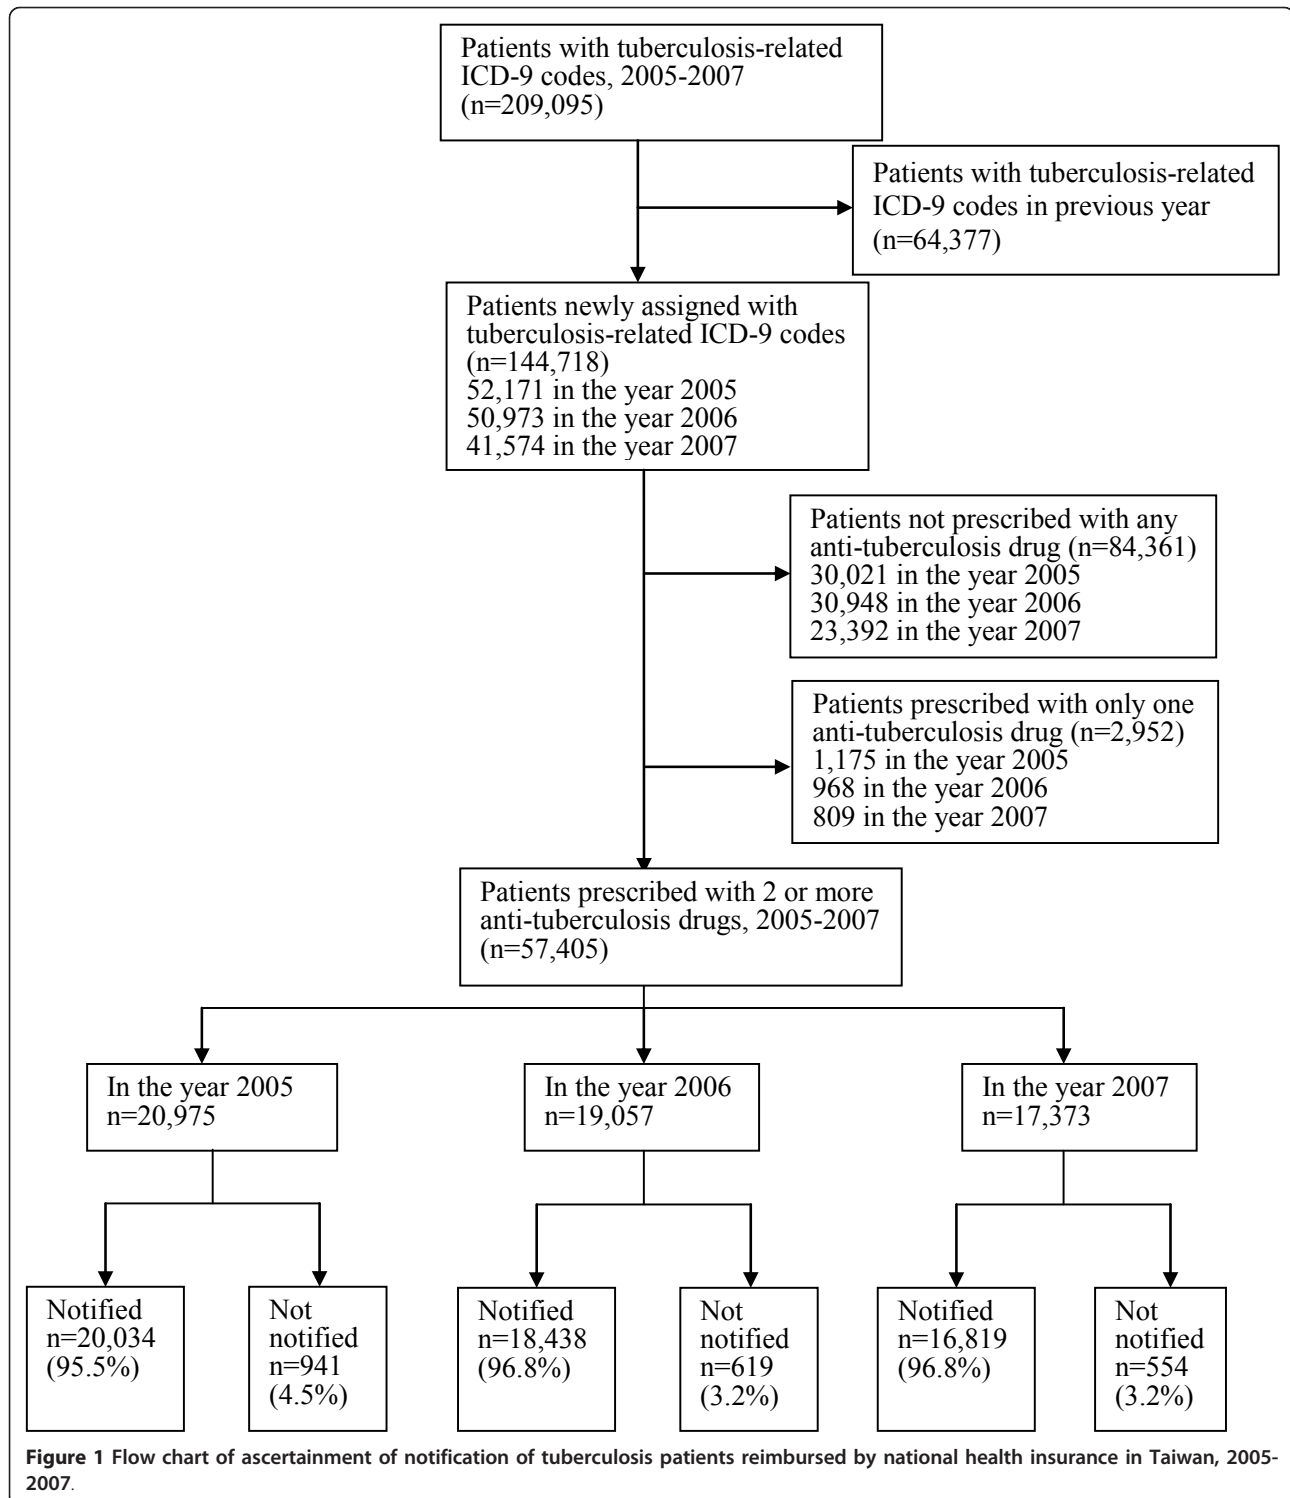 Patients with tuberculosis-related
ICD-9 codes, 2005-2007
(n=209,095)
Patients with tuberculosis-related
ICD-9 codes in previous year
(n=64,377)
Patients newly assigned with
tuberculosis-related ICD-9 codes
(n=144,718)
52,171 in the year 2005
50,973 in the year 2006
41,574 in the year 2007
Patients not prescribed with any
anti-tuberculosis drug (n=84,361)
30,021 in the year 2005
30,948 in the year 2006
23,392 in the year 2007
Patients prescribed with only one
anti-tuberculosis drug (n=2,952)
1,175 in the year 2005
968 in the year 2006
809 in the year 2007
Patients prescribed with 2 or more
anti-tuberculosis drugs, 2005-2007
(n=57,405)
In the year 2005
n=20,975
In the year 2006
n=19,057
In the year 2007
n=17,373
Notified
n=20,034
(95.5%)
Not
notified
n=941
(4.5%)
Notified
n=18,438
(96.8%)
Not
notified
n=619
(3.2%)
Notified
n=16,819
(96.8%)
Not
notified
n=554
(3.2%)
Figure 1 Flow chart of ascertainment of notification of tuberculosis patients reimbursed by national health insurance in Taiwan, 2005-
2007.